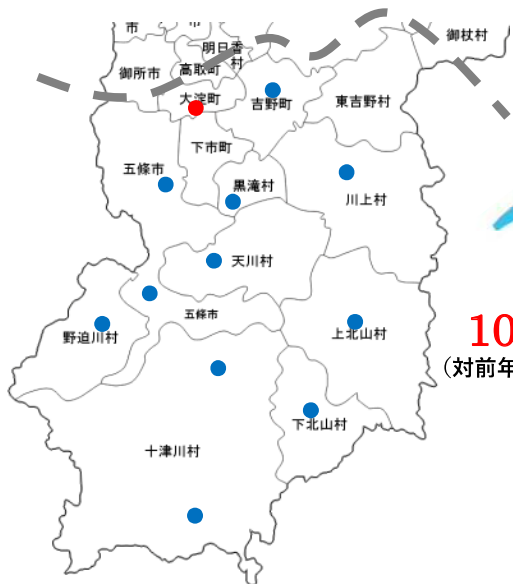 市
市
明日香
村
御杖村
高取町
御所市
大淀町
吉野町
東吉野村
下市町
五條市
黒滝村
川上村
天川村
五條市
10
上北山村
野迫川村
（対前年
下北山村
十津川村